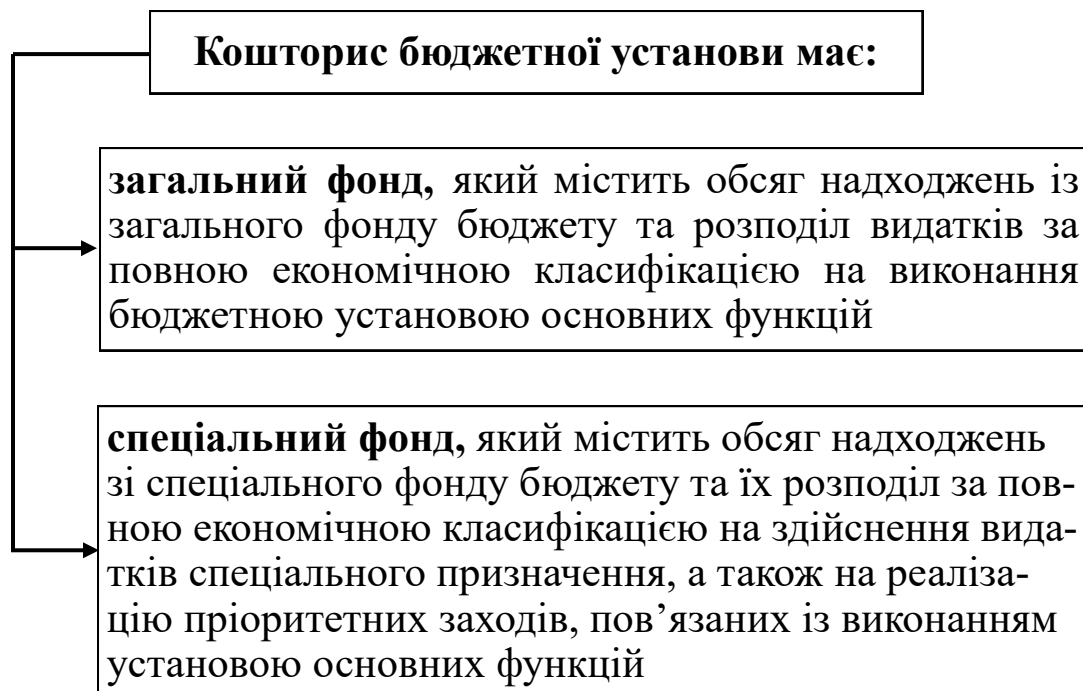 Кошторис бюджетної установи має:
загальний фонд, який містить обсяг надходжень із
загального фонду бюджету та розподіл видатків за
повною економічною класифікацією на виконання
бюджетною установою основних функцій
спеціальний фонд, який містить обсяг надходжень
зі спеціального фонду бюджету та їх розподіл за пов-
ною економічною класифікацією на здійснення вида-
тків спеціального призначення, а також на реаліза-
цію пріоритетних заходів, пов’язаних із виконанням
установою основних функцій